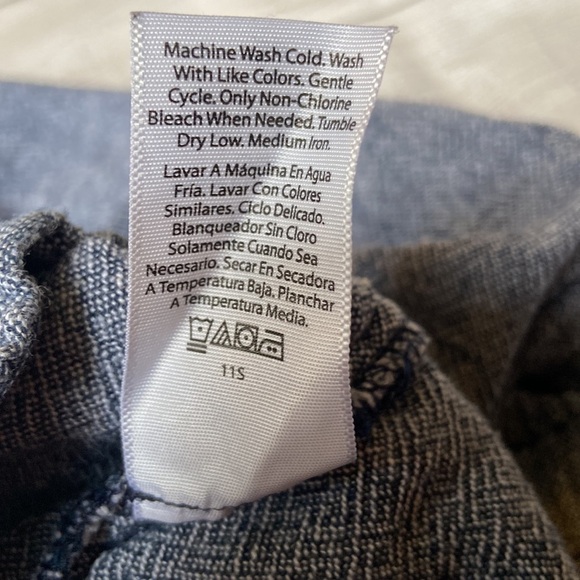 Machine Wash Cold. Wash
With Like Colors. Gentle
Cycle. Only Non-Chlorine
Bleach When Needed. Tumble
Dry Low. Medium Iron.
Lavar A Máquina En Agua
Fría. Lavar Con Colores
Similares. Ciclo Delicado.
Blanqueador Sin Cloro
Solamente Cuando Sea
Necesario. Secar En Secadora
A Temperatura Baja. Planchar
A Temperatura Media.
11S